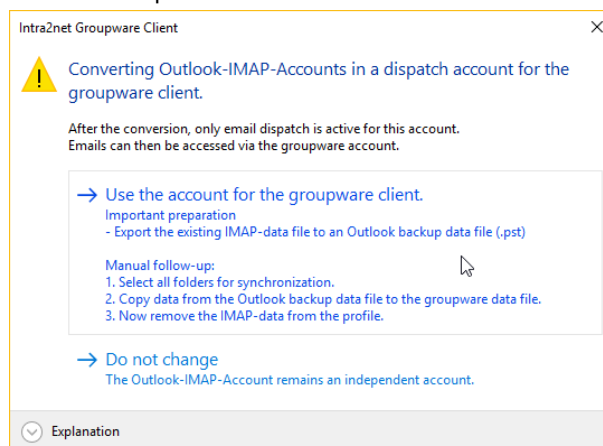 Intra2net Groupware Client
Converting Outlook-IMAP-Accounts in a dispatch account for the
groupware client.
After the conversion, only email dispatch is active for this account.
Emails can then be accessed via the groupware account.
Use the account for the groupware client.
Important preparation
- Export the existing IMAP-data file to an Outlook backup data file (.pst)
Manual follow-up:
1. Select all folders for synchronization.
2. Copy data from the Outlook backup data file to the groupware data file.
3. Now remove the IMAP-data from the profile.
Do not change
The Outlook-IMAP-Account remains an independent account.
Explanation